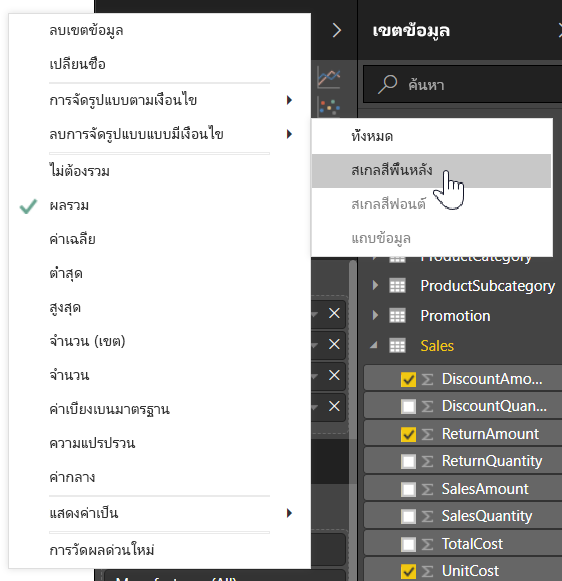 ลบเขตข้อมูล
เปลี่ยนชื่อ
การจัดรูปแบบตามเงื่อนไข
ลบการจัดรูปแบบแบบมีเงื่อนไข
ไม่ต้องรวม
ผลรวม
ค่าเฉลี่ย
ต่ำสุด
สูงสุด
จำนวน (เขต)
จำนวน
ค่าเบี่ยงเบนมาตรฐาน
ความแปรปรวน
ค่ากลาง
แสดงค่าเป็น
การวัดผลด่วนใหม่
ทั้งหมด
สเกลสีพื้นหลัง
สเกลสีฟอนต์
แถบข้อมูล
เขตข้อมูล
ค้นหา
ProductCategory
ProductSubcategory
Promotion
Sales
DiscountAmo...
DiscountQuan...
ReturnAmount
ReturnQuantity
SalesAmount
SalesQuantity
TotalCost
UnitCost